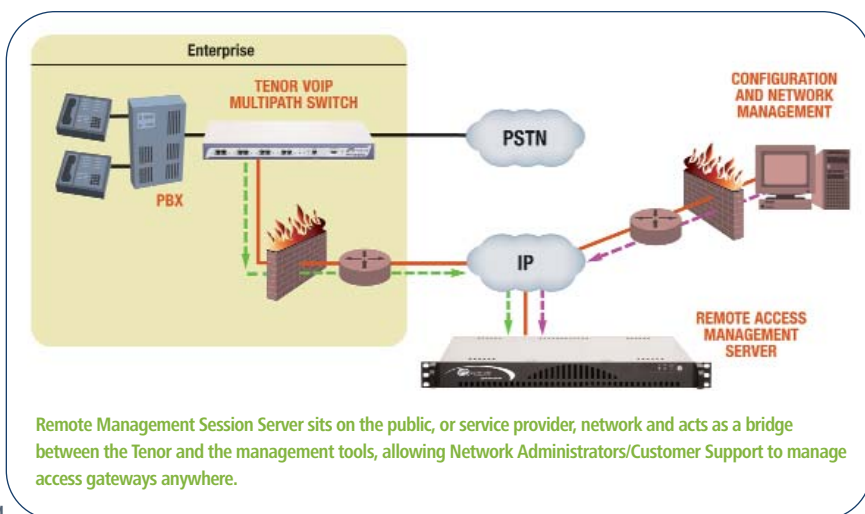 Enterprise
TENOR VOIP
MULTIPATH SWITCH
PBX
PSTN
CONFIGURATION
AND NETWORK
MANAGEMENT
IP
REMOTE ACCESS
MANAGEMENT
SERVER
Remote Management Session Server sits on the public, or service provider, network and acts as a bridge
between the Tenor and the management tools, allowing Network Administrators/Customer Support to manage
access gateways anywhere.